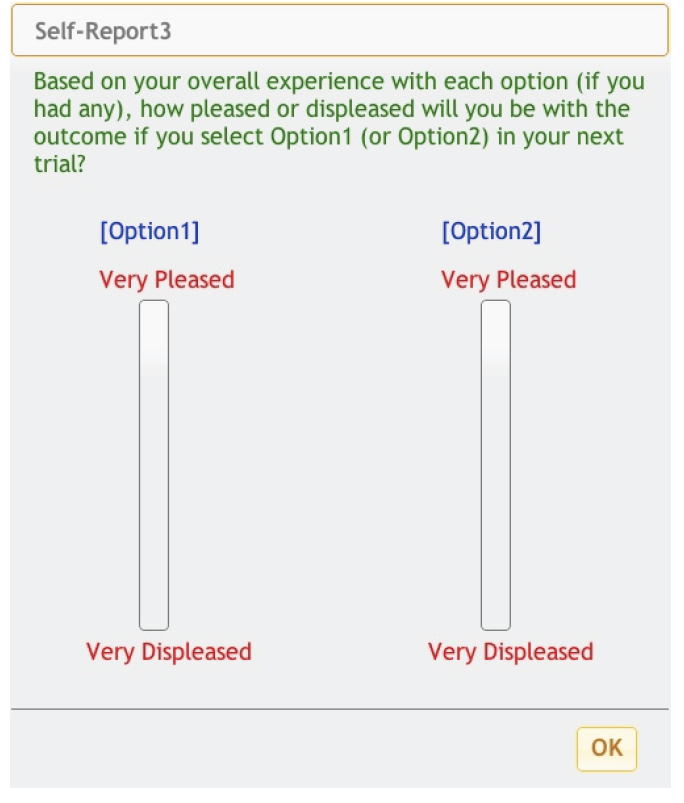 Self-Report3
Based on your overall experience with each option (if you
had any), how pleased or displeased will you be with the
outcome if you select Option1 (or Option2) in your next
trial?
[Option1]
[Option2]
Very Pleased
Very Pleased
Very Displeased
Very Displeased
OK